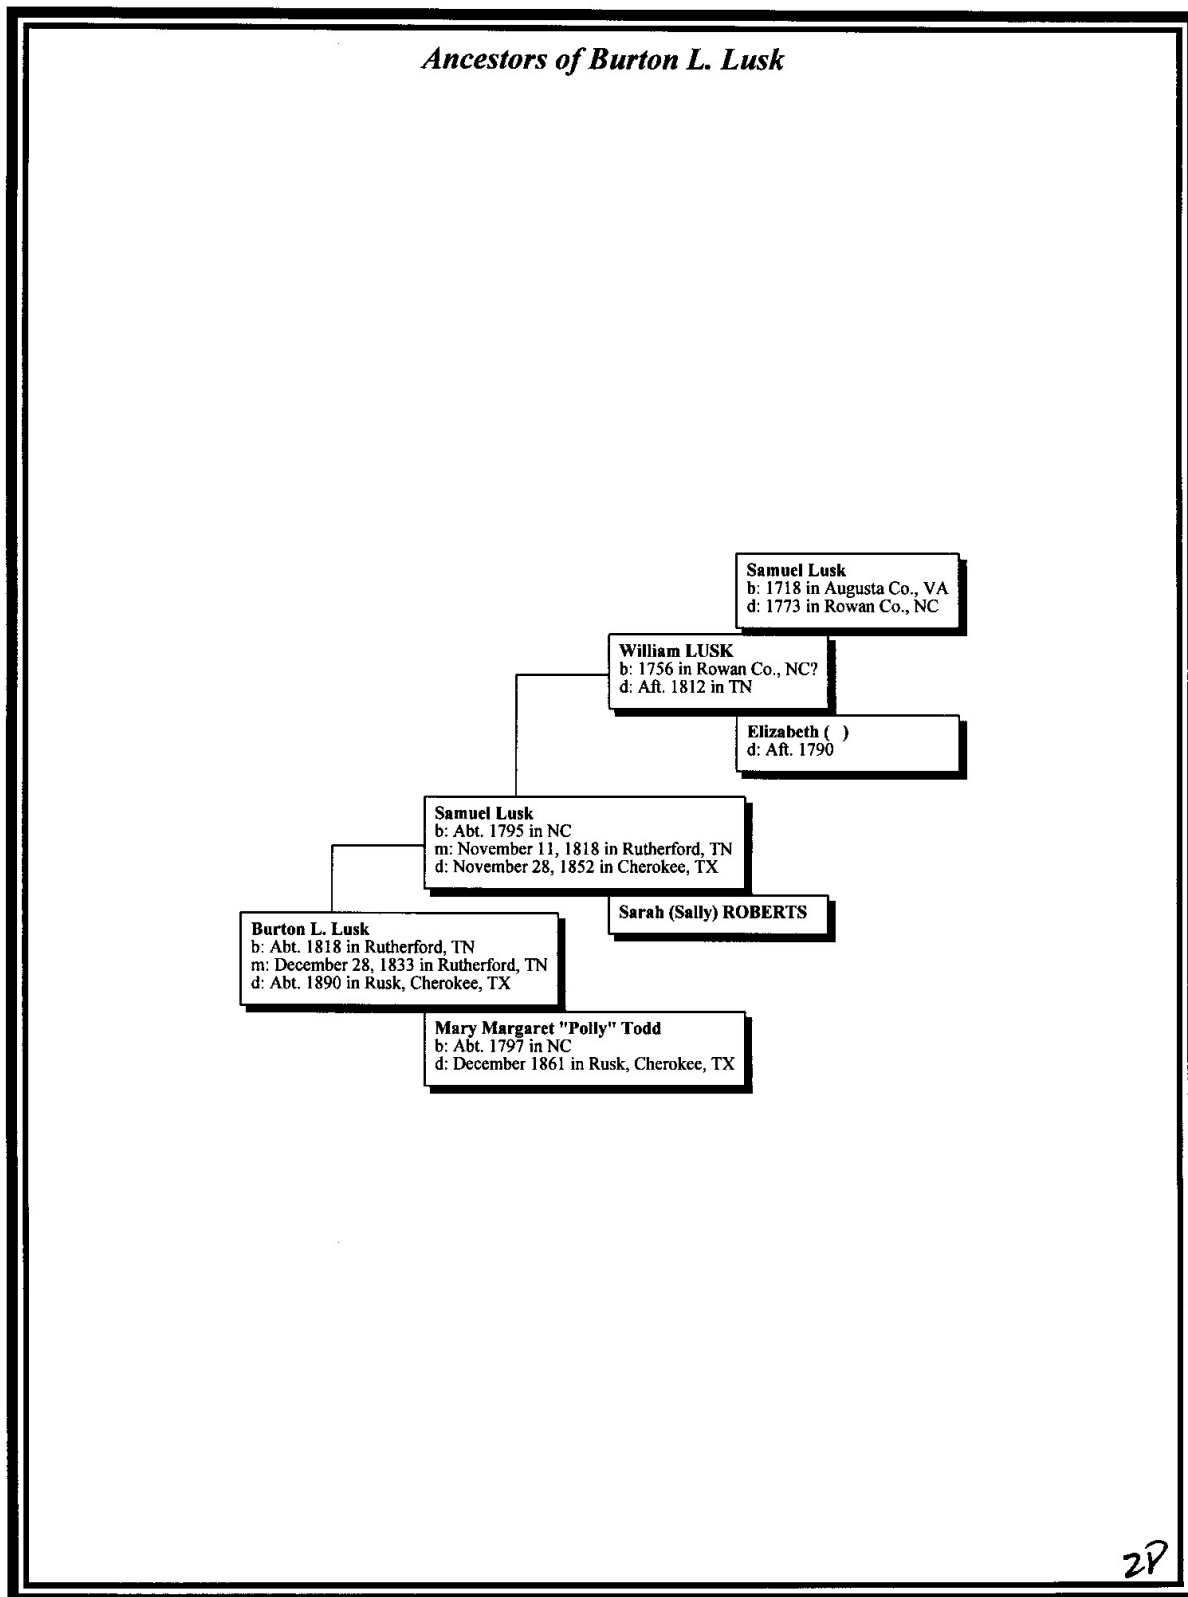 Ancestors of Burton L. Lusk
Samuel Lusk
b: 1718 in Augusta Co., VA
d: 1773 in Rowan Co., NC
William LUSK
b: 1756 in Rowan Co., NC?
d: Aft. 1812 in TN
Elizabeth (   )
d: Aft. 1790
Samuel Lusk
b: Abt. 1795 in NC
m: November 11, 1818 in Rutherford, TN
d: November 28, 1852 in Cherokee, TX
Sarah (Sally) ROBERTS
Burton L. Lusk
b: Abt. 1818 in Rutherford, TN
m: December 28, 1833 in Rutherford, TN
d: Abt. 1890 in Rusk, Cherokee, TX
Mary Margaret "Polly" Todd
b: Abt. 1797 in NC
d: December 1861 in Rusk, Cherokee, TX
2P